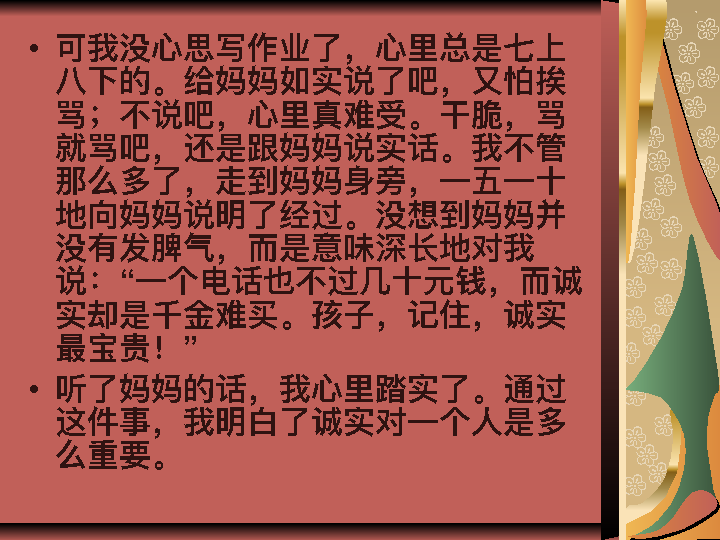 • 可我没心思写作业了，心里总是七上
八下的。给妈妈如实说了吧，又怕挨
骂；不说吧，心里真难受。干脆，骂
就骂吧，还是跟妈妈说实话。我不管
那么多了，走到妈妈身旁，一五一十
地向妈妈说明了经过。没想到妈妈并
没有发脾气，而是意味深长地对我
说：“一个电话也不过几十元钱，而诚
实却是千金难买。孩子，记住，诚实
最宝贵！”
• 听了妈妈的话，我心里踏实了。通过
这件事，我明白了诚实对一个人是多
么重要。